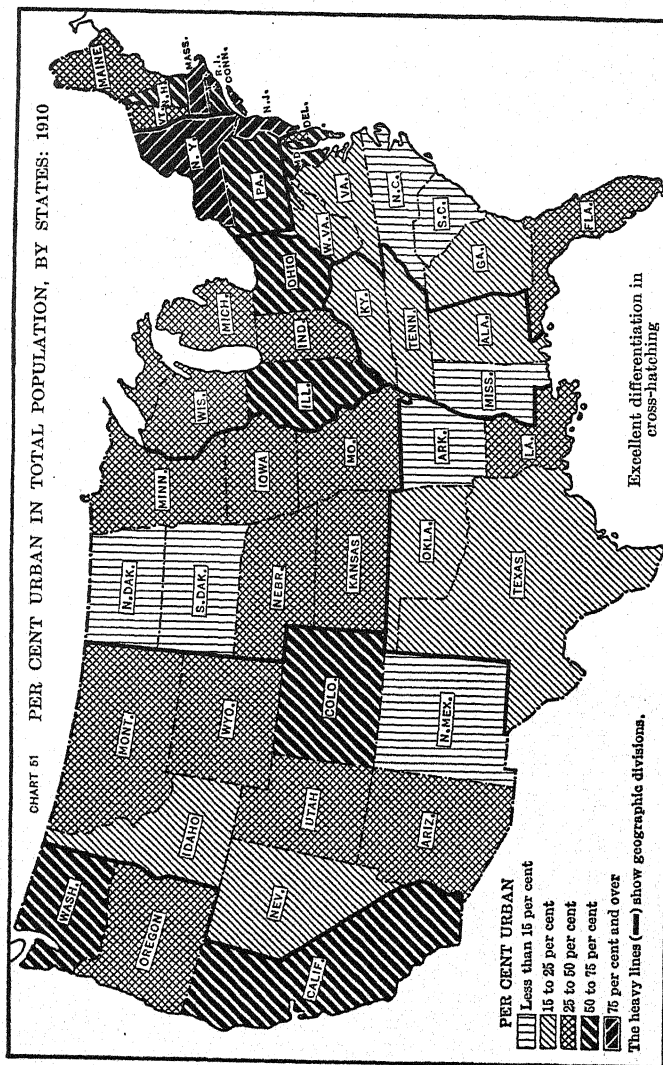 CHART 51 PER CENT URBAN IN TOTAL POPULATION, BY STATES: 1910
WASH.
OREGON
CALIF.
IDAHO
NEV.
MONT.
WYO.
UTAH
ARIZ.
COLO.
N.MEX.
N.DAK.
S.DAK.
NEBR.
KANSAS
OKLA.
TEXAS
MINN.
IOWA
MO.
ARK.
LA.
WIS.
ILL.
MICH.
IND.
OHIO
KY.
TENN.
MISS.
ALA.
GA.
FLA.
S.C.
N.C.
VA.
W.VA.
MD.
DEL.
PA.
N.J.
N.Y.
CONN.
R.I.
MASS.
VT.
N.H.
MAINE
PER CENT URBAN
Less than 15 per cent
15 to 25 per cent
25 to 50 per cent
50 to 75 per cent
75 per cent and over
The heavy lines (▬) show geographic divisions.
Excellent differentiation in
cross-hatching